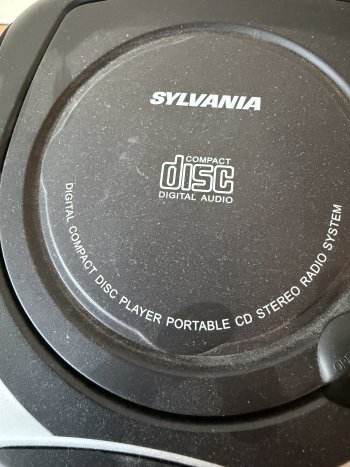 SYLVANIA
COMPACT
disc
DIGITAL AUDIO
DIGITAL COMPACT DISC PLAYER PORTABLE CD STEREO RADIO SYSTEM